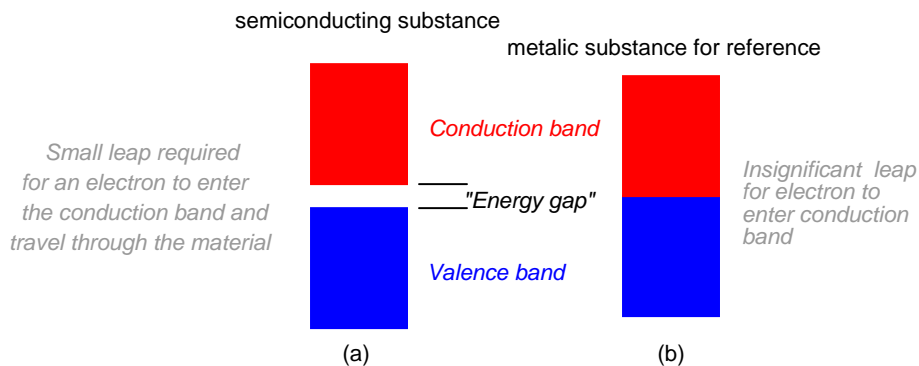 semiconducting substance
metalic substance for reference
Conduction band
Small leap required
for an electron to enter
the conduction band and
travel through the material
"Energy gap"
Insignificant leap
for electron to
enter conduction
band
Valence band
(a)
(b)